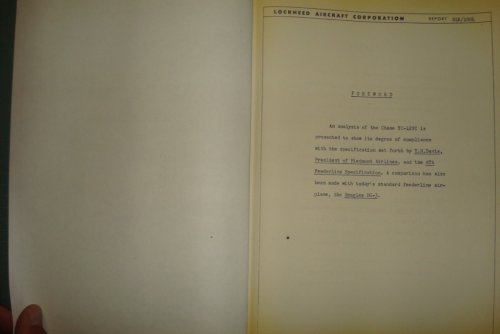 LOCKHEED AIRCRAFT CORPORATION REPORT
FOREWORD
An analysis of the Chase YC-122C is
presented to show its degree of compliance
with the specification set forth by T.H.Davis,
President of Piedmont Airlines, and the ATA
Feederline Specification. A comparison has also
been made with today's standard feederline air-
plane, the Douglas DC-3.